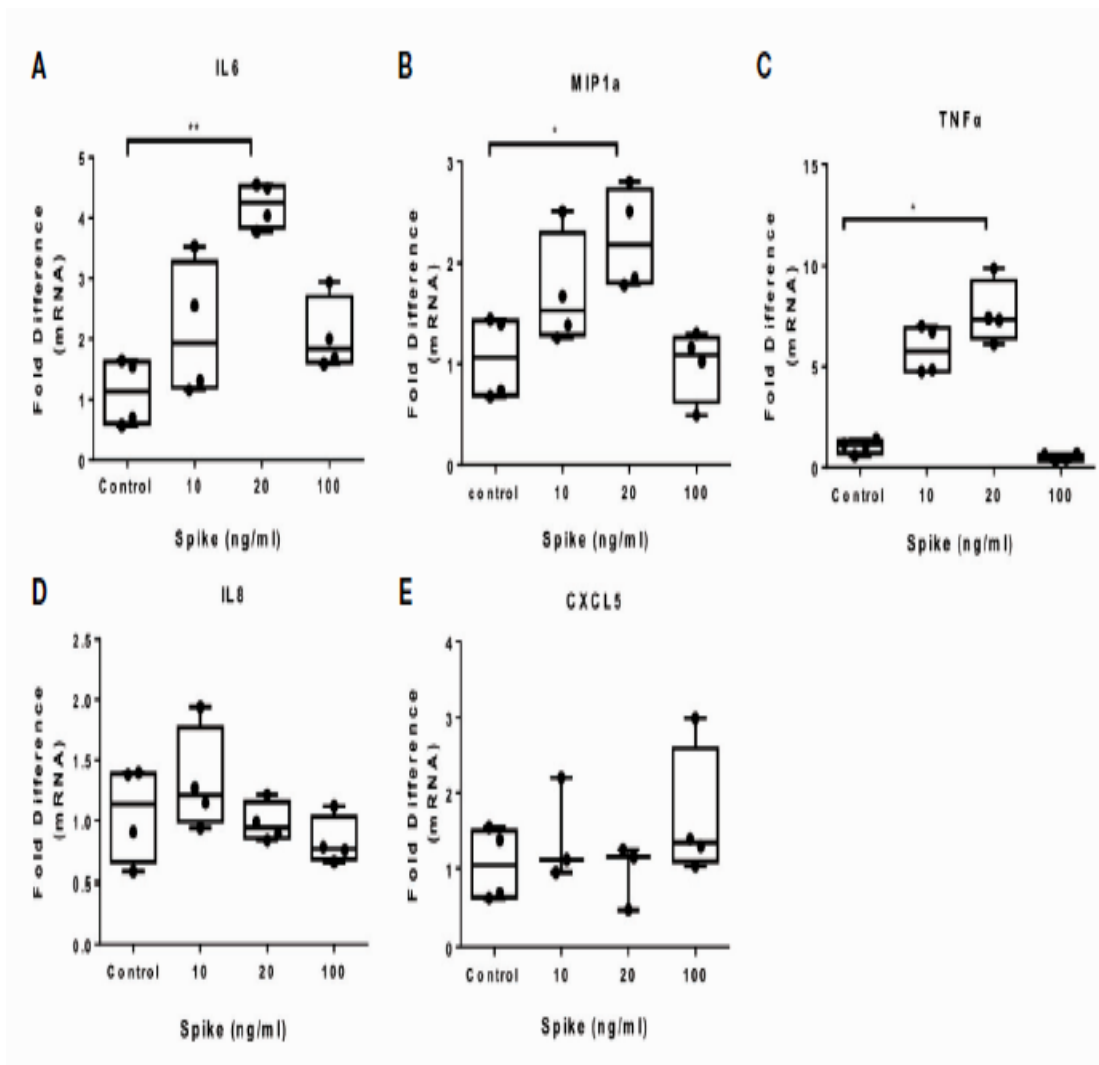 A
IL6
**
5
4
3
2
1
0
Fold Difference
(mRNA)
Control 10 20 100
Spike (ng/ml)
B
MIP1a
*
3
2
1
0
Fold Difference
(mRNA)
control 10 20 100
Spike (ng/ml)
C
TNFα
*
15
10
5
0
Fold Difference
(mRNA)
Control 10 20 100
Spike (ng/ml)
D
IL8
2.5
2.0
1.5
1.0
0.5
0.0
Fold Difference
(mRNA)
Control 10 20 100
Spike (ng/ml)
E
CXCL5
4
3
2
1
0
Fold Difference
(mRNA)
Control 10 20 100
Spike (ng/ml)